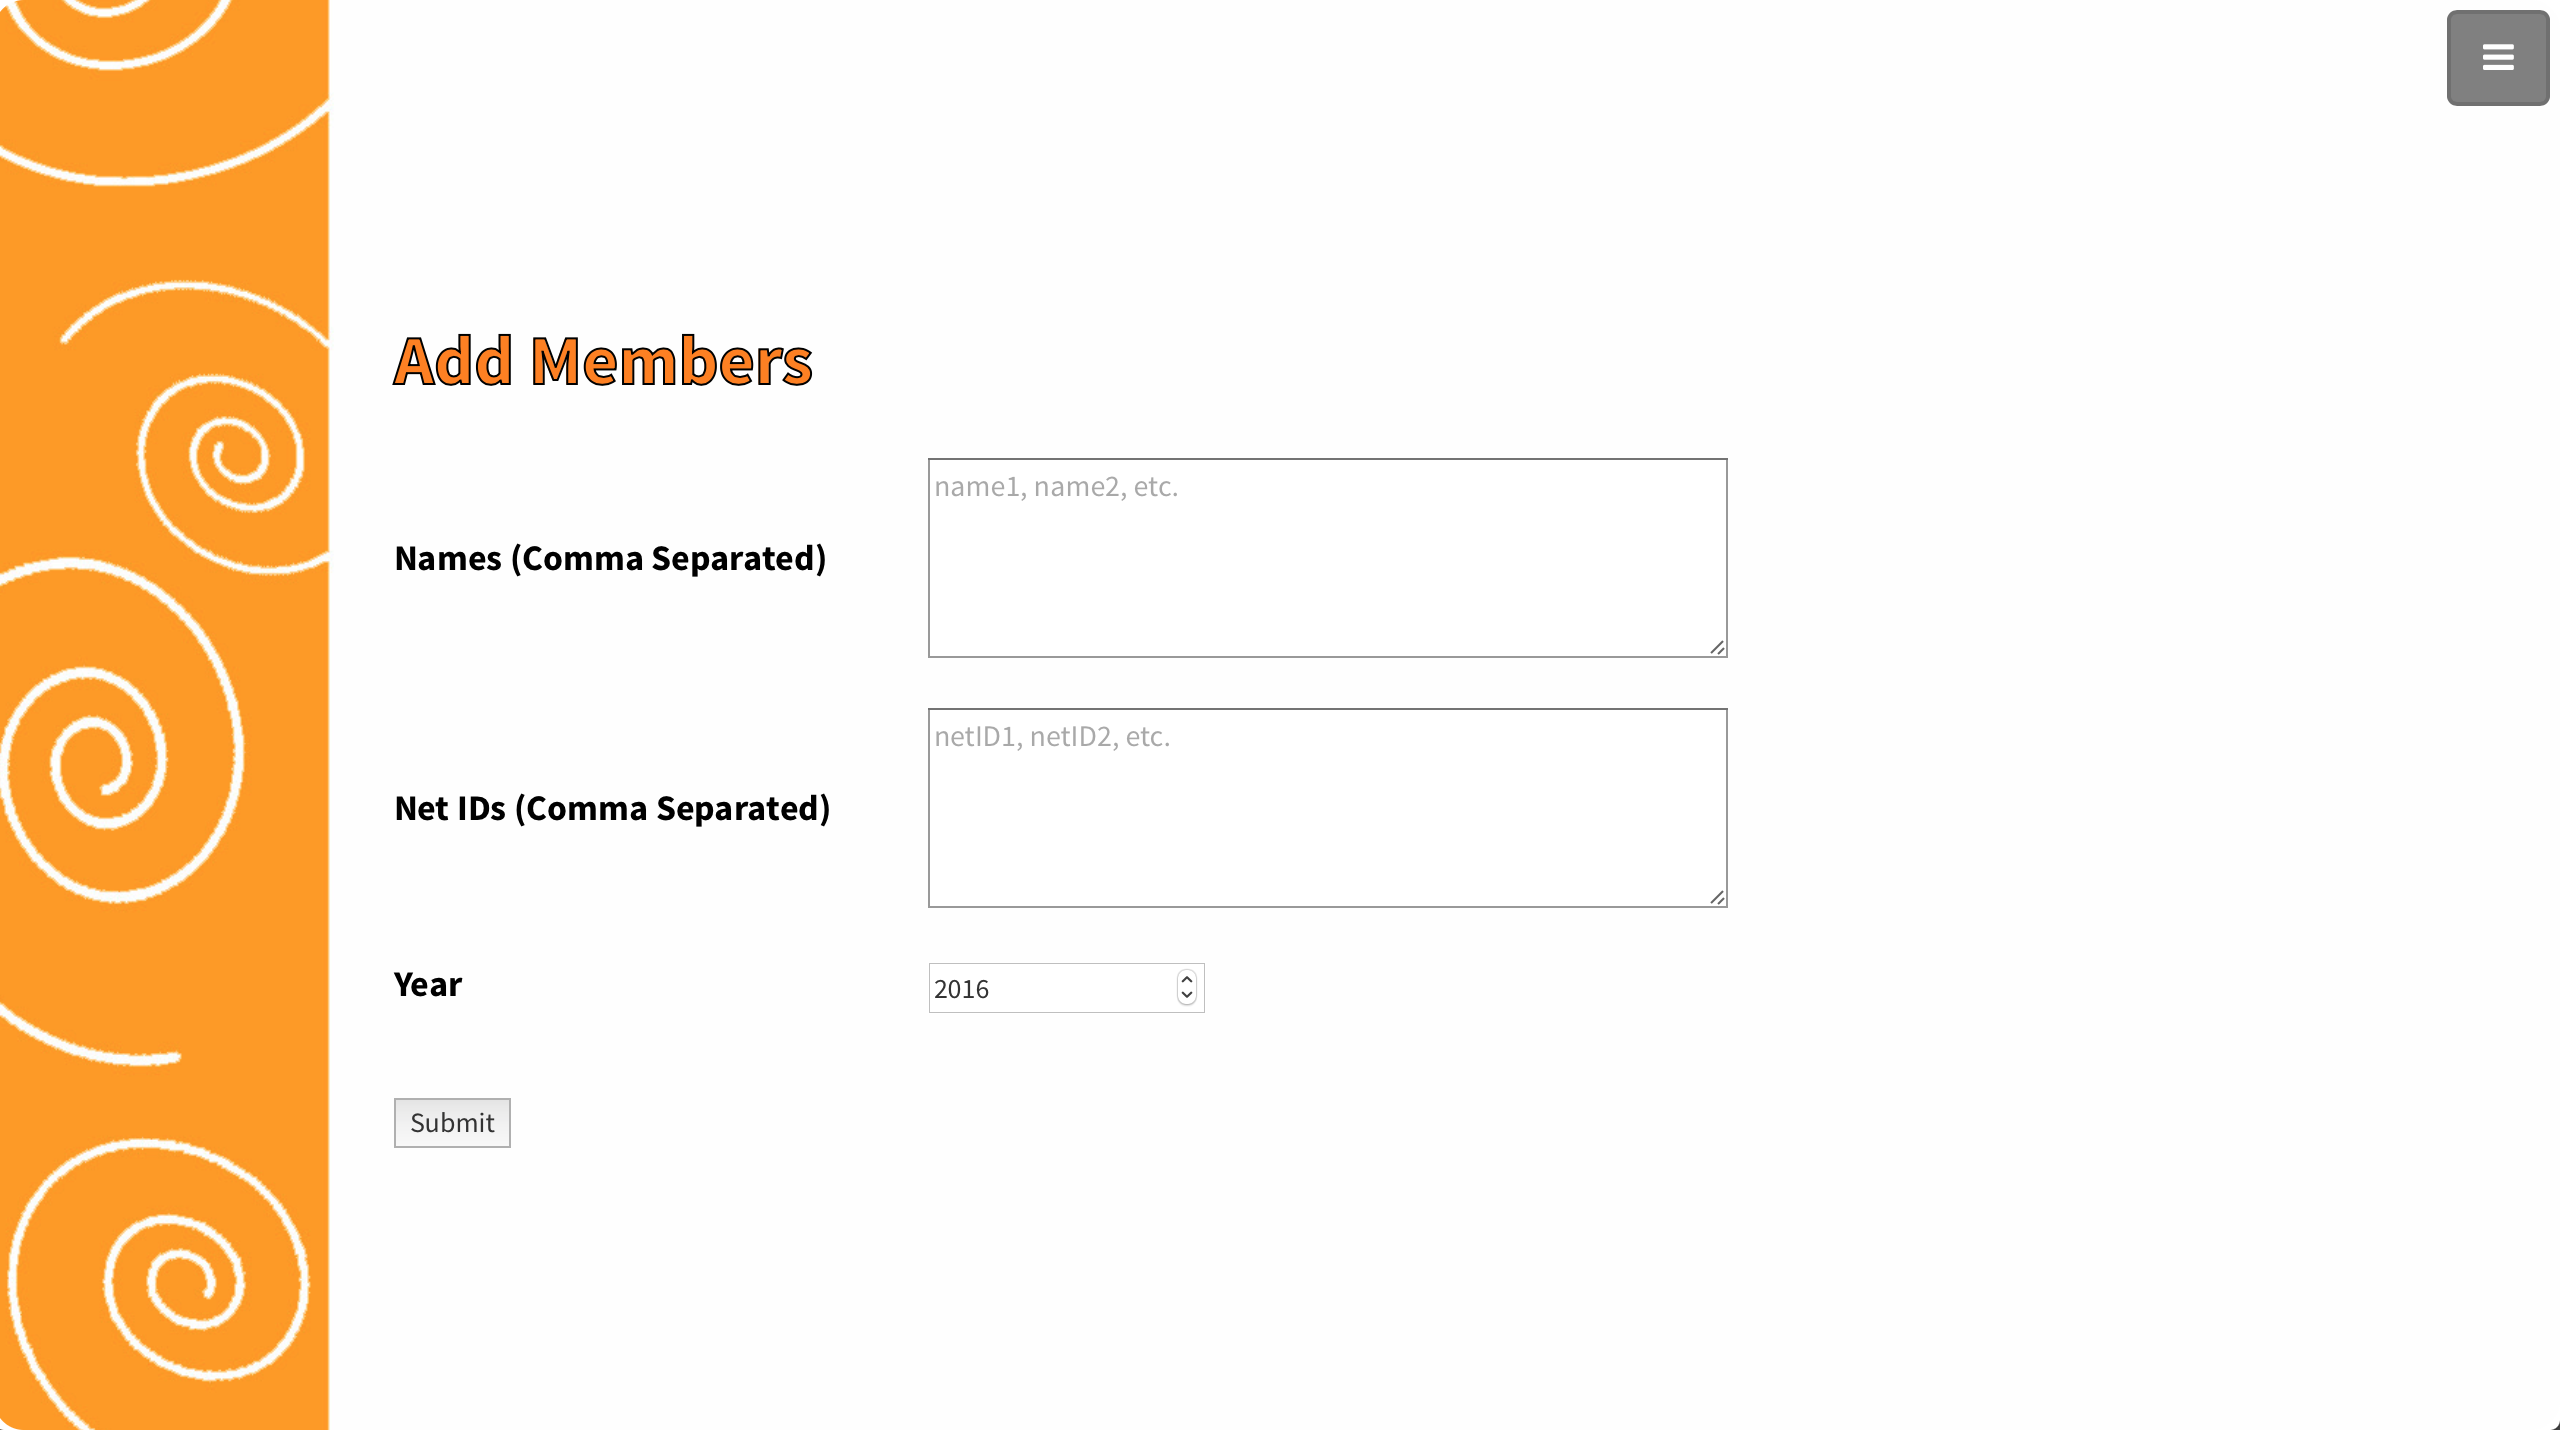 Add Members
Names (Comma Separated)
name1, name2, etc.
Net IDs (Comma Separated)
netID1, netID2, etc.
Year
2016
Submit